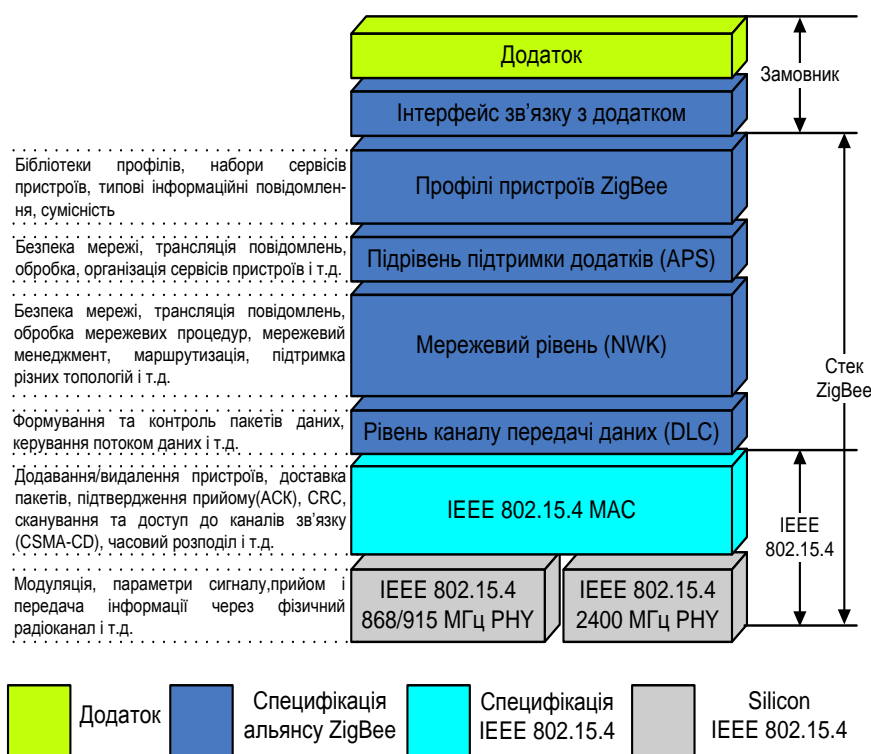 Додаток
Замовник
Інтерфейс зв'язку з додатком
Бібліотеки профілів, набори сервісів
пристроїв, типові інформаційні повідомлен-
ня, сумісність
Профілі пристроїв ZigBee
Безпека мережі, трансляція повідомлень,
обробка, організація сервісів пристроїв і т.д.
Підрівень підтримки додатків (APS)
Безпека мережі, трансляція повідомлень,
обробка мережевих процедур, мережевий
менеджмент, маршрутизація, підтримка
різних топологій і т.д.
Мережевий рівень (NWK)
Стек
ZigBee
Формування та контроль пакетів даних,
керування потоком даних і т.д.
Рівень каналу передачі даних (DLC)
Додавання/видалення пристроїв, доставка
пакетів, підтвердження прийому(АСК), CRC,
сканування та доступ до каналів зв'язку
(CSMA-CD), часовий розподіл і т.д.
IEEE 802.15.4 MAC
IEEE
802.15.4
Модуляція, параметри сигналу,прийом і
передача інформації через фізичний
радіоканал і т.д.
IEEE 802.15.4
868/915 МГц PHY
IEEE 802.15.4
2400 МГц PHY
Додаток
Специфікація
альянсу ZigBee
Специфікація
IEEE 802.15.4
Silicon
IEEE 802.15.4